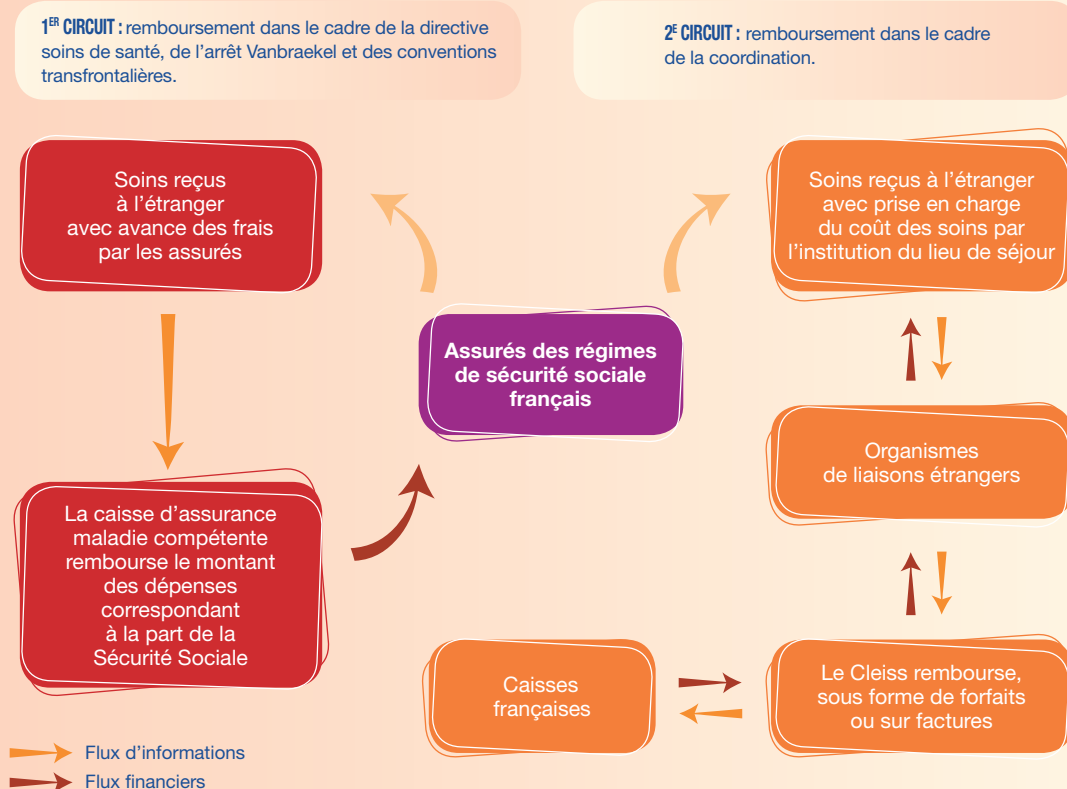 1ER CIRCUIT : remboursement dans le cadre de la directive
soins de santé, de l’arrêt Vanbraekel et des conventions
transfrontalières.
2E CIRCUIT : remboursement dans le cadre
de la coordination.
Soins reçus
à l’étranger
avec avance des frais
par les assurés
Soins reçus à l’étranger
avec prise en charge
du coût des soins par
l’institution du lieu de séjour
Assurés des régimes
de sécurité sociale
français
Organismes
de liaisons étrangers
La caisse d’assurance
maladie compétente
rembourse le montant
des dépenses
correspondant
à la part de la
Sécurité Sociale
Caisses
françaises
Le Cleiss rembourse,
sous forme de forfaits
ou sur factures
Flux d’informations
Flux financiers